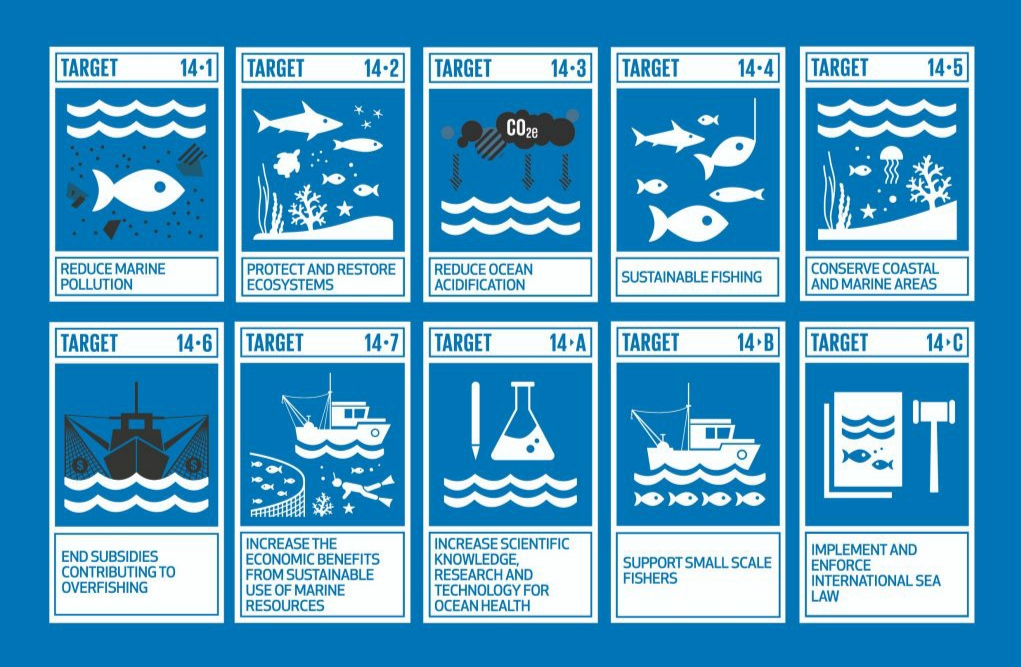 TARGET 14·1
REDUCE MARINE
POLLUTION
TARGET 14·2
PROTECT AND RESTORE
ECOSYSTEMS
TARGET 14·3
CO2e
REDUCE OCEAN
ACIDIFICATION
TARGET 14·4
SUSTAINABLE FISHING
TARGET 14·5
CONSERVE COASTAL
AND MARINE AREAS
TARGET 14·6
$ $
END SUBSIDIES
CONTRIBUTING TO
OVERFISHING
TARGET 14·7
INCREASE THE
ECONOMIC BENEFITS
FROM SUSTAINABLE
USE OF MARINE
RESOURCES
TARGET 14‣A
INCREASE SCIENTIFIC
KNOWLEDGE,
RESEARCH AND
TECHNOLOGY FOR
OCEAN HEALTH
TARGET 14‣B
SUPPORT SMALL SCALE
FISHERS
TARGET 14‣C
IMPLEMENT AND
ENFORCE
INTERNATIONAL SEA
LAW